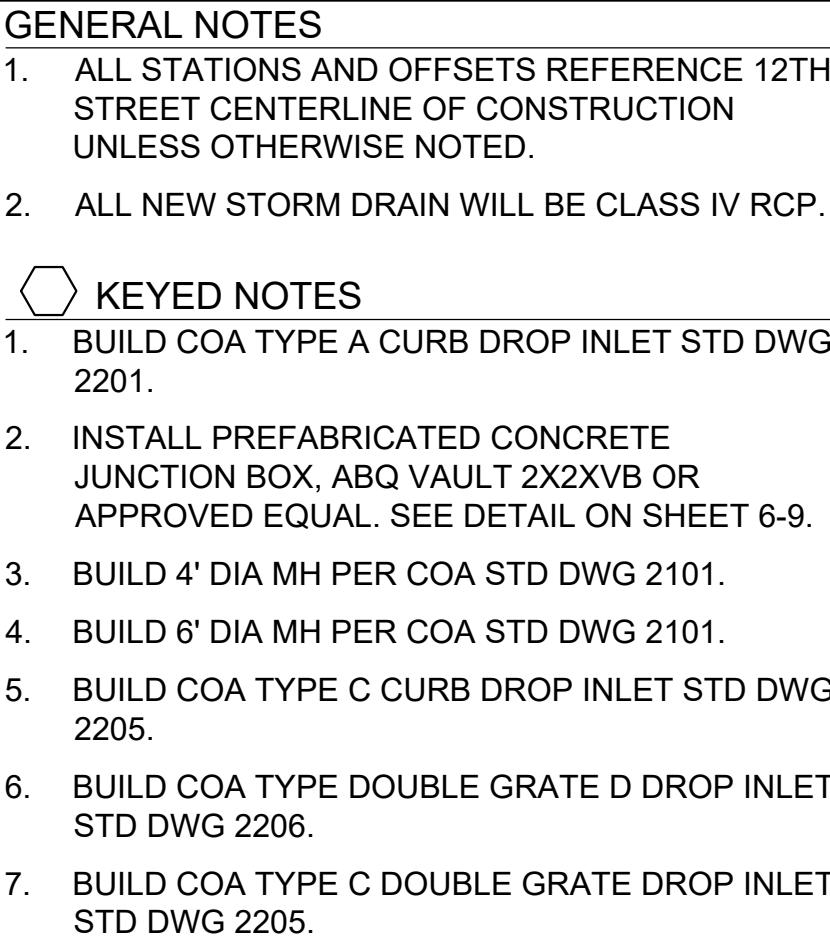 GENERAL NOTES
1. ALL STATIONS AND OFFSETS REFERENCE 12TH
STREET CENTERLINE OF CONSTRUCTION
UNLESS OTHERWISE NOTED.
2. ALL NEW STORM DRAIN WILL BE CLASS IV RCP.
KEYED NOTES
1. BUILD COA TYPE A CURB DROP INLET STD DWG
2201.
2. INSTALL PREFABRICATED CONCRETE
JUNCTION BOX, ABQ VAULT 2X2XVB OR
APPROVED EQUAL. SEE DETAIL ON SHEET 6-9.
3. BUILD 4' DIA MH PER COA STD DWG 2101.
4. BUILD 6' DIA MH PER COA STD DWG 2101.
5. BUILD COA TYPE C CURB DROP INLET STD DWG
2205.
6. BUILD COA TYPE DOUBLE GRATE D DROP INLET
STD DWG 2206.
7. BUILD COA TYPE C DOUBLE GRATE DROP INLET
STD DWG 2205.